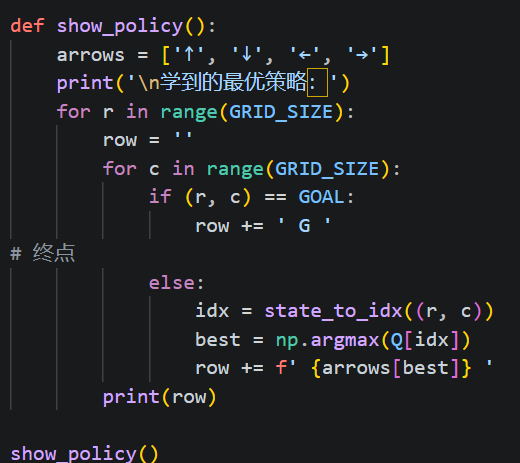 def show_policy():
    arrows = ['↑', '↓', '←', '→']
    print('\n学到的最优策略：')
    for r in range(GRID_SIZE):
        row = ''
        for c in range(GRID_SIZE):
            if (r, c) == GOAL:
                row += ' G '
# 终点
            else:
                idx = state_to_idx((r, c))
                best = np.argmax(Q[idx])
                row += f' {arrows[best]} '
        print(row)

show_policy()